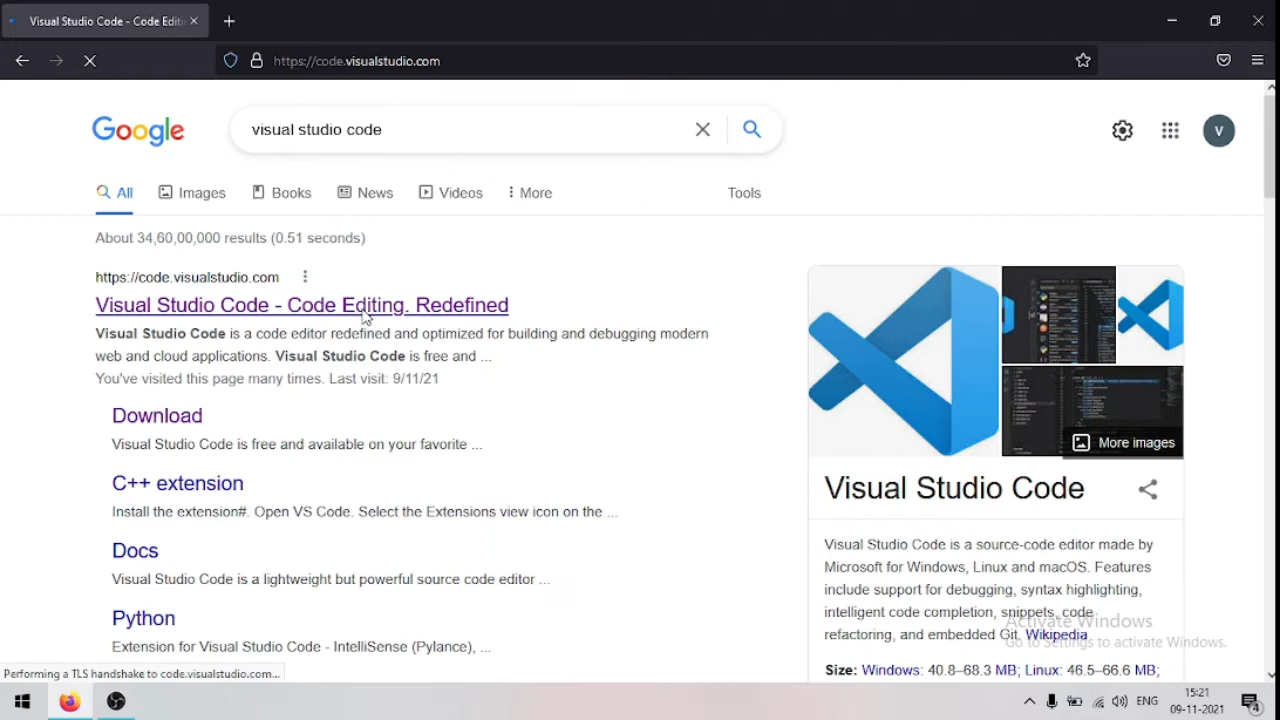 Visual Studio Code - Code Editi
https://code.visualstudio.com
Google
visual studio code
V
All
Images
Books
News
Videos
More
Tools
About 34,60,00,000 results (0.51 seconds)
https://code.visualstudio.com
Visual Studio Code - Code Editing. Redefined
Visual Studio Code is a code editor redefined and optimized for building and debugging modern
web and cloud applications. Visual Studio Code is free and ...
You've visited this page many times. Last visit: 9/11/21
Download
Visual Studio Code is free and available on your favorite ...
C++ extension
Install the extension#. Open VS Code. Select the Extensions view icon on the ...
Docs
Visual Studio Code is a lightweight but powerful source code editor ...
Python
Extension for Visual Studio Code - IntelliSense (Pylance), ...
More images
Visual Studio Code
Visual Studio Code is a source-code editor made by
Microsoft for Windows, Linux and macOS. Features
include support for debugging, syntax highlighting,
intelligent code completion, snippets, code
refactoring, and embedded Git. Wikipedia
Size: Windows: 40.8–68.3 MB; Linux: 46.5–66.6 MB;
Activate Windows
Go to Settings to activate Windows.
Performing a TLS handshake to code.visualstudio.com...
ENG
15:21
09-11-2021
4